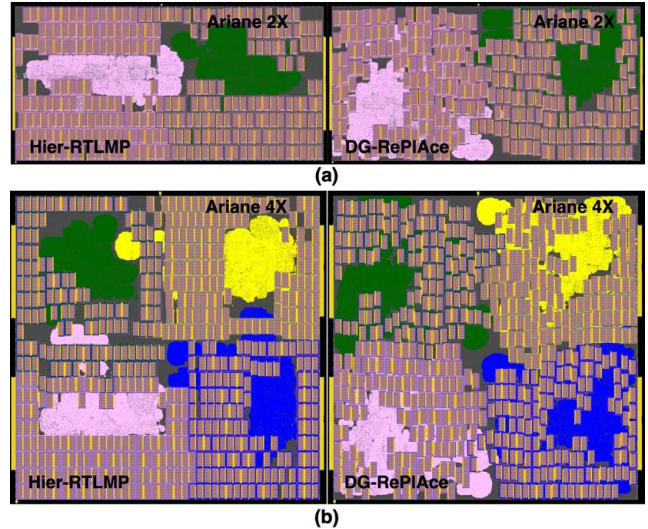 Ariane 2X
Ariane 2X
Hier-RTLMP
DG-RePlAce
(a)
Ariane 4X
Ariane 4X
Hier-RTLMP
DG-RePlAce
(b)